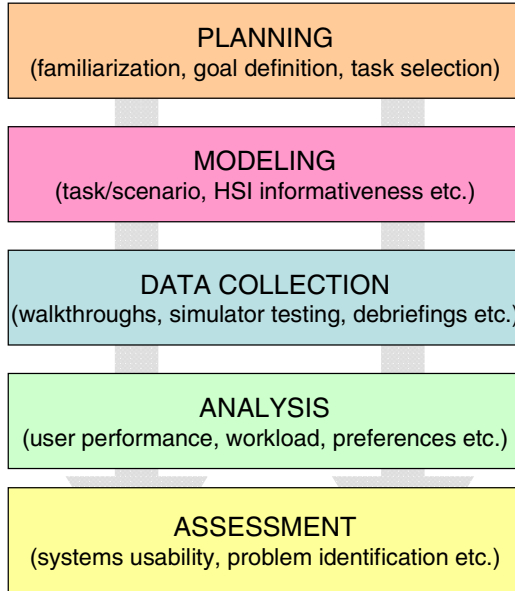 PLANNING
(familiarization, goal definition, task selection)
MODELING
(task/scenario, HSI informativeness etc.)
DATA COLLECTION
(walkthroughs, simulator testing, debriefings etc.)
ANALYSIS
(user performance, workload, preferences etc.)
ASSESSMENT
(systems usability, problem identification etc.)